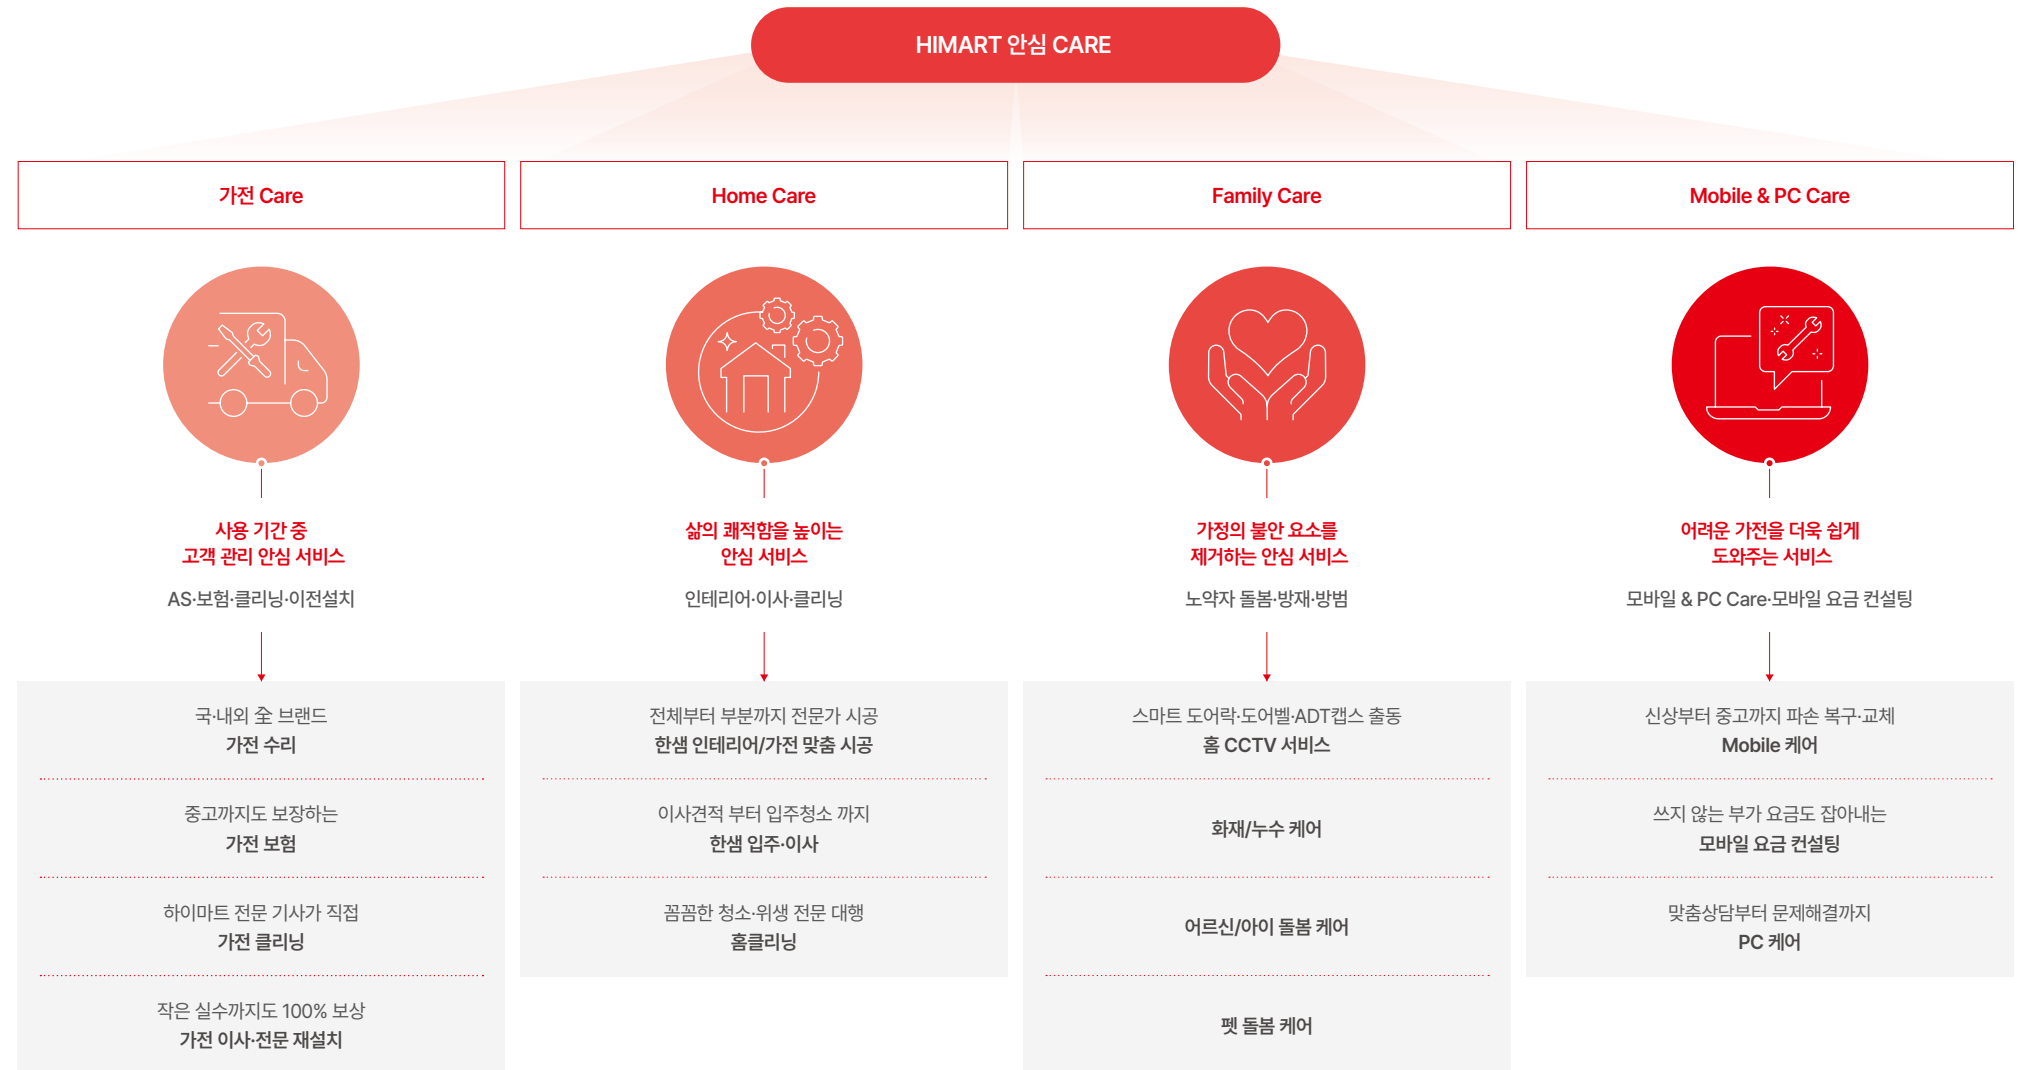 HIMART 안심 CARE
가전 Care
사용 기간 중
고객 관리 안심 서비스
AS·보험·클리닝·이전설치
국·내외 全 브랜드
가전 수리
중고까지도 보장하는
가전 보험
하이마트 전문 기사가 직접
가전 클리닝
작은 실수까지도 100% 보상
가전 이사·전문 재설치
Home Care
삶의 쾌적함을 높이는
안심 서비스
인테리어·이사·클리닝
전체부터 부분까지 전문가 시공
한샘 인테리어/가전 맞춤 시공
이사견적 부터 입주청소 까지
한샘 입주·이사
꼼꼼한 청소·위생 전문 대행
홈클리닝
Family Care
가정의 불안 요소를
제거하는 안심 서비스
노약자 돌봄·방재·방범
스마트 도어락·도어벨·ADT캡스 출동
홈 CCTV 서비스
화재/누수 케어
어르신/아이 돌봄 케어
펫 돌봄 케어
Mobile & PC Care
어려운 가전을 더욱 쉽게
도와주는 서비스
모바일 & PC Care·모바일 요금 컨설팅
신상부터 중고까지 파손 복구·교체
Mobile 케어
쓰지 않는 부가 요금도 잡아내는
모바일 요금 컨설팅
맞춤상담부터 문제해결까지
PC 케어